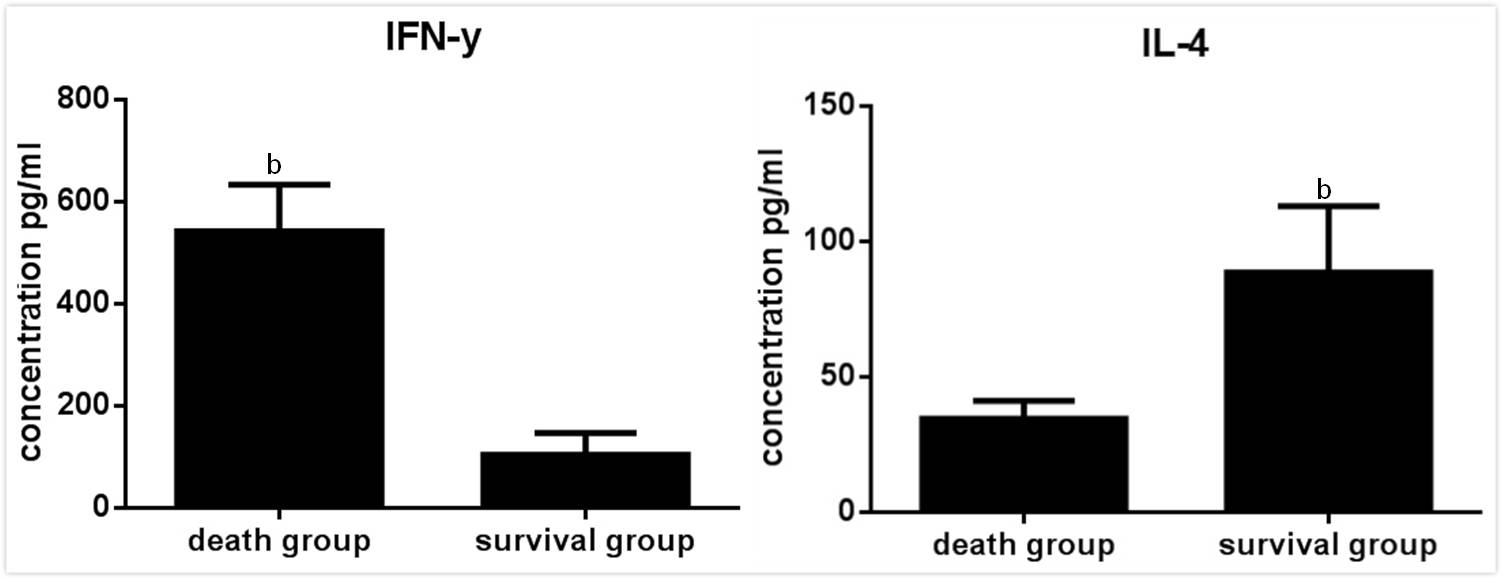 IFN-y
concentration pg/ml
800
600
400
200
0
b
death group
survival group
IL-4
concentration pg/ml
150
100
50
0
b
death group
survival group